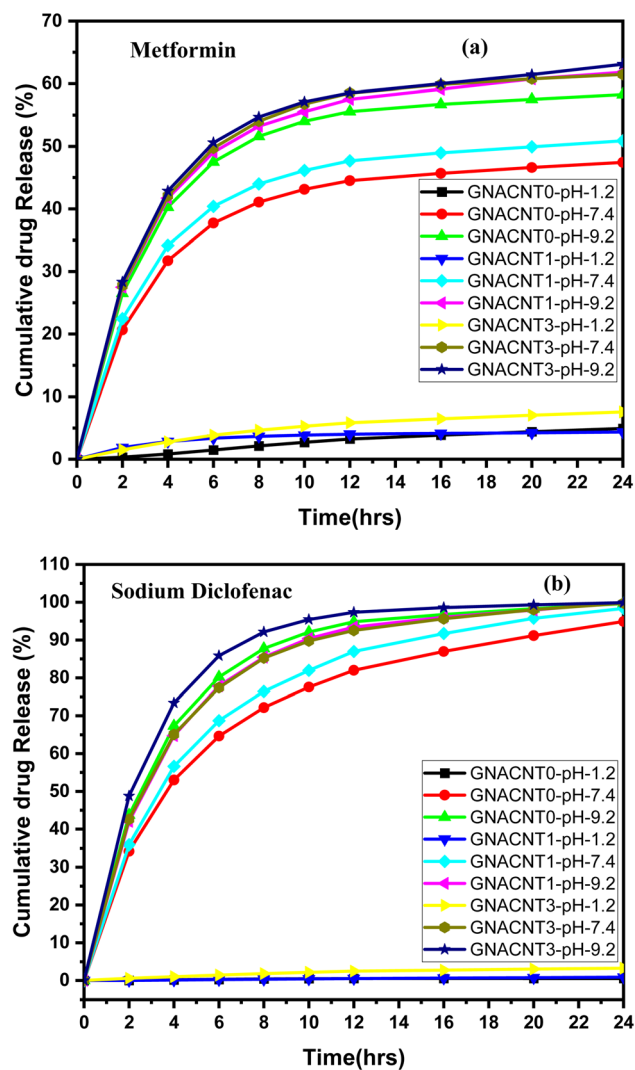 Metformin
(a)
Cumulative drug Release (%)
70
60
50
40
30
20
10
0
GNACNT0-pH-1.2
GNACNT0-pH-7.4
GNACNT0-pH-9.2
GNACNT1-pH-1.2
GNACNT1-pH-7.4
GNACNT1-pH-9.2
GNACNT3-pH-1.2
GNACNT3-pH-7.4
GNACNT3-pH-9.2
0 2 4 6 8 10 12 14 16 18 20 22 24
Time(hrs)
Sodium Diclofenac
(b)
Cumulative drug Release (%)
110
100
90
80
70
60
50
40
30
20
10
0
GNACNT0-pH-1.2
GNACNT0-pH-7.4
GNACNT0-pH-9.2
GNACNT1-pH-1.2
GNACNT1-pH-7.4
GNACNT1-pH-9.2
GNACNT3-pH-1.2
GNACNT3-pH-7.4
GNACNT3-pH-9.2
0 2 4 6 8 10 12 14 16 18 20 22 24
Time(hrs)